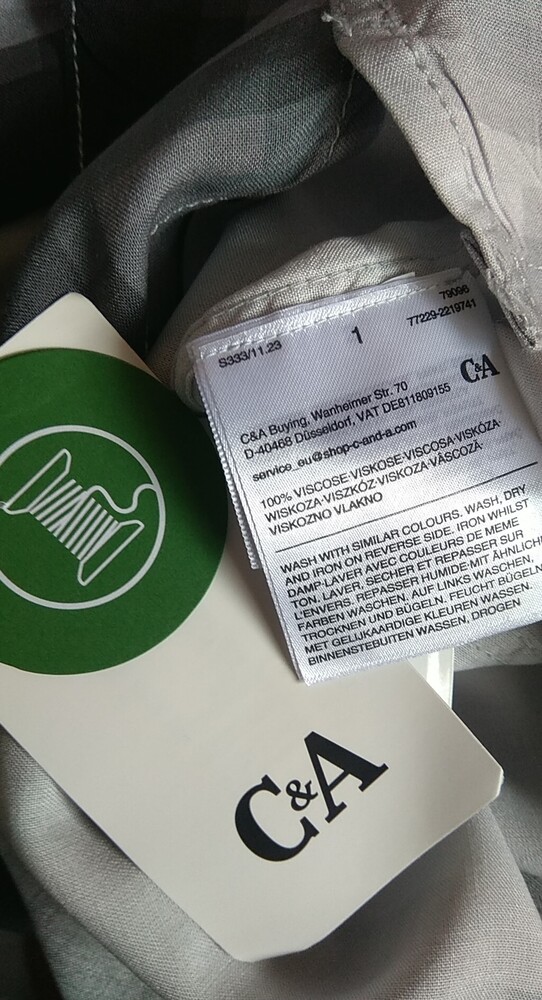 79096
S333/11.23 1 77229-2219741
C&A
C&A Buying, Wanheimer Str. 70
D-40468 Düsseldorf, VAT DE811809155
service_eu@shop-c-and-a.com
100% VISCOSE·VISKOSE·VISCOSA·VISKÓZA·
WISKOZA·VISZKÓZ·VISKOZA·VÂSCOZĂ·
VISKOZNO VLAKNO
WASH WITH SIMILAR COLOURS. WASH, DRY
AND IRON ON REVERSE SIDE. IRON WHILST
DAMP·LAVER AVEC COULEURS DE MEME
TON. LAVER, SECHER ET REPASSER SUR
L'ENVERS. REPASSER HUMIDE·MIT ÄHNLICHEN
FARBEN WASCHEN. AUF LINKS WASCHEN,
TROCKNEN UND BÜGELN. FEUCHT BÜGELN
MET GELIJKAARDIGE KLEUREN WASSEN.
BINNENSTEBUITEN WASSEN, DROGEN
C&A